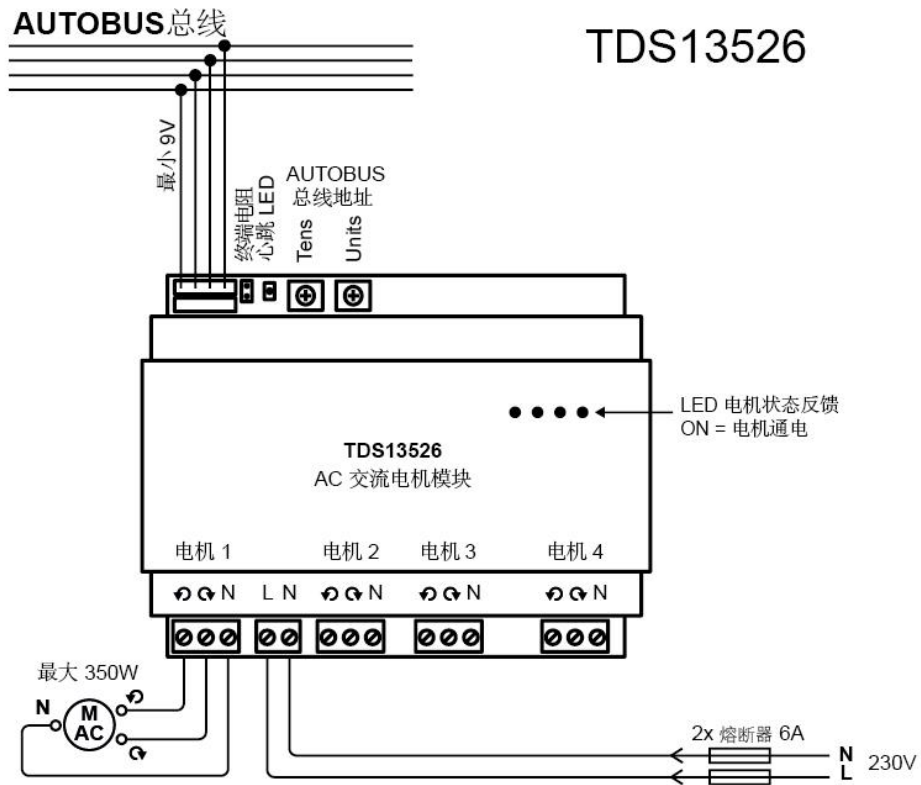 AUTOBUS总线
TDS13526
最小 9V
终端电阻
心跳 LED
AUTOBUS
总线地址
Tens
Units
LED 电机状态反馈
ON = 电机通电
TDS13526
AC 交流电机模块
电机 1
电机 2
电机 3
电机 4
N
L N
N
N
N
最大 350W
N
M
AC
2x 熔断器 6A
N
L
230V